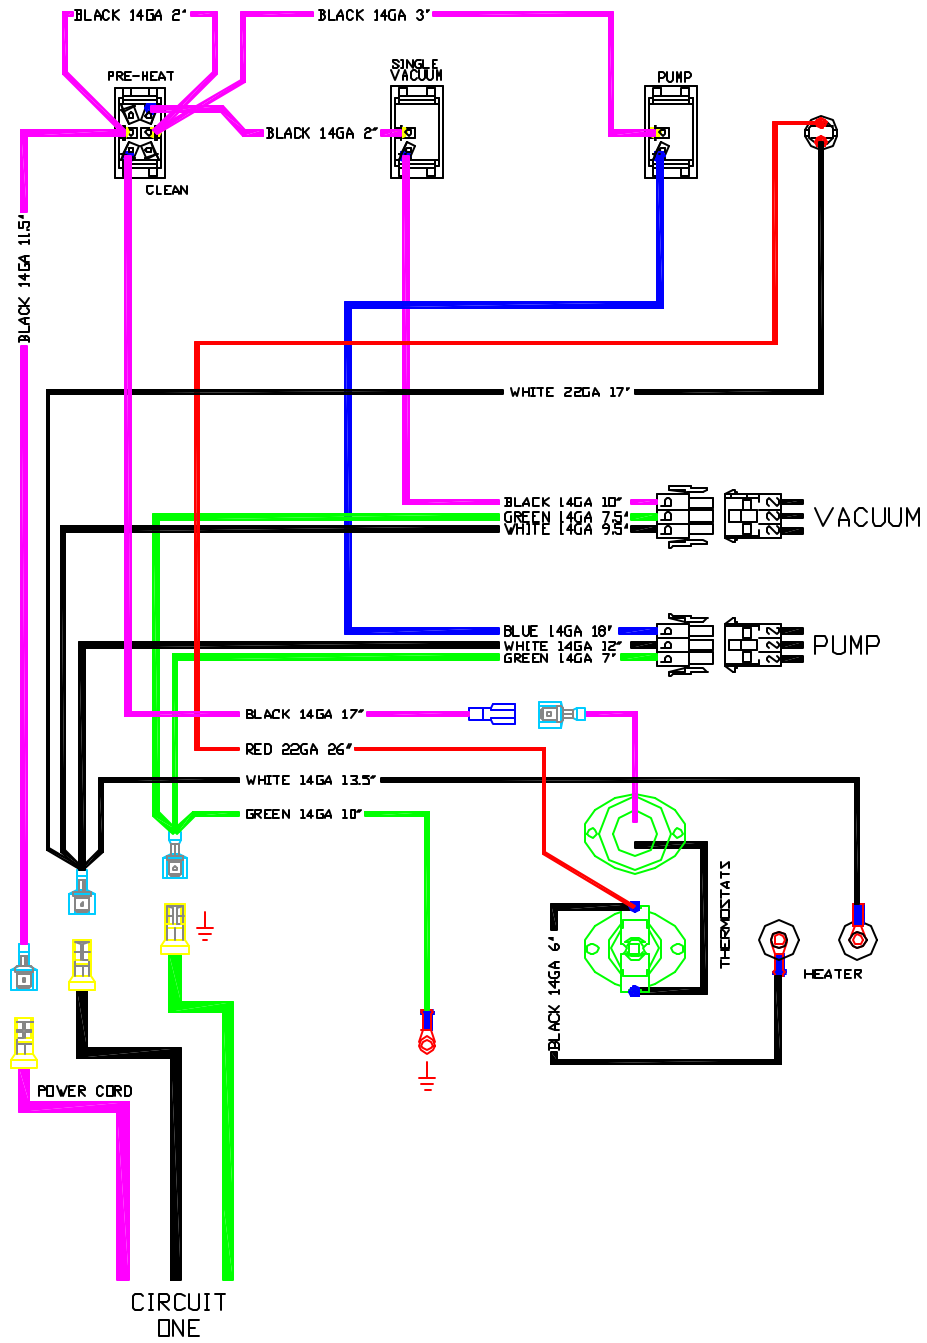 BLACK 14GA 2"
BLACK 14GA 3"
SINGLE
VACUUM
PRE-HEAT
PUMP
BLACK 14GA 2"
CLEAN
BLACK 14GA 11.5"
WHITE 22GA 17"
BLACK 14GA 10"
GREEN 14GA 7.5"
WHITE 14GA 9.5"
VACUUM
BLUE 14GA 18"
WHITE 14GA 12"
GREEN 14GA 7"
PUMP
BLACK 14GA 17"
RED 22GA 26"
WHITE 14GA 13.5"
GREEN 14GA 10"
THERMOSTATS
BLACK 14GA 6"
HEATER
POWER CORD
CIRCUIT
ONE